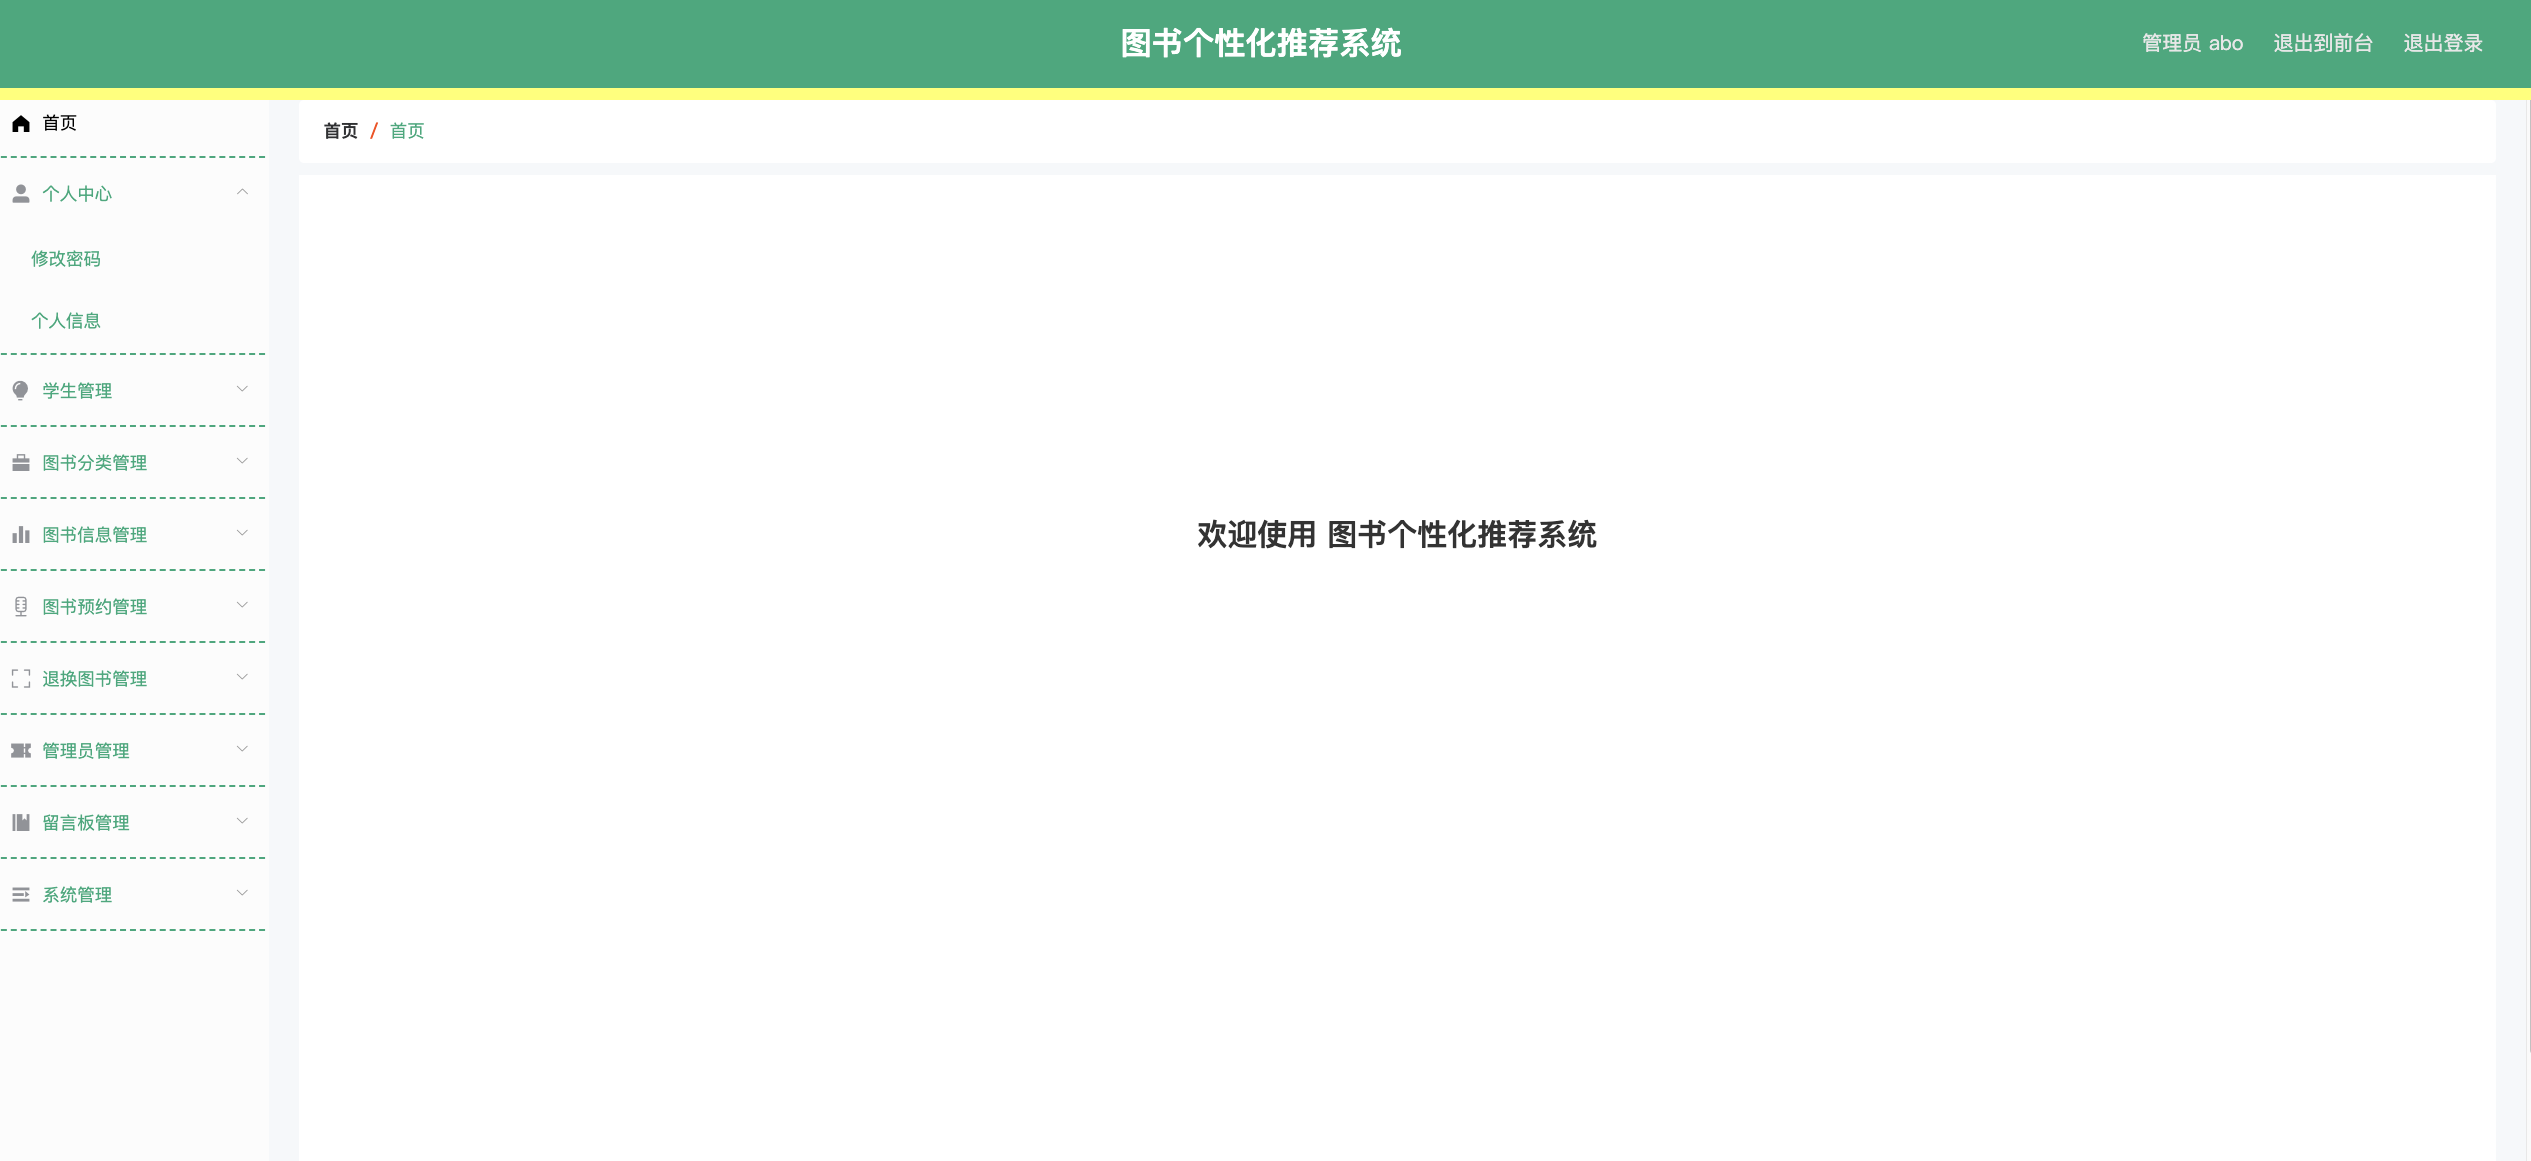 图书个性化推荐系统
管理员 abo 退出到前台 退出登录
首页
首页 / 首页
个人中心
修改密码
个人信息
学生管理
图书分类管理
图书信息管理
图书预约管理
退换图书管理
管理员管理
留言板管理
系统管理
欢迎使用 图书个性化推荐系统